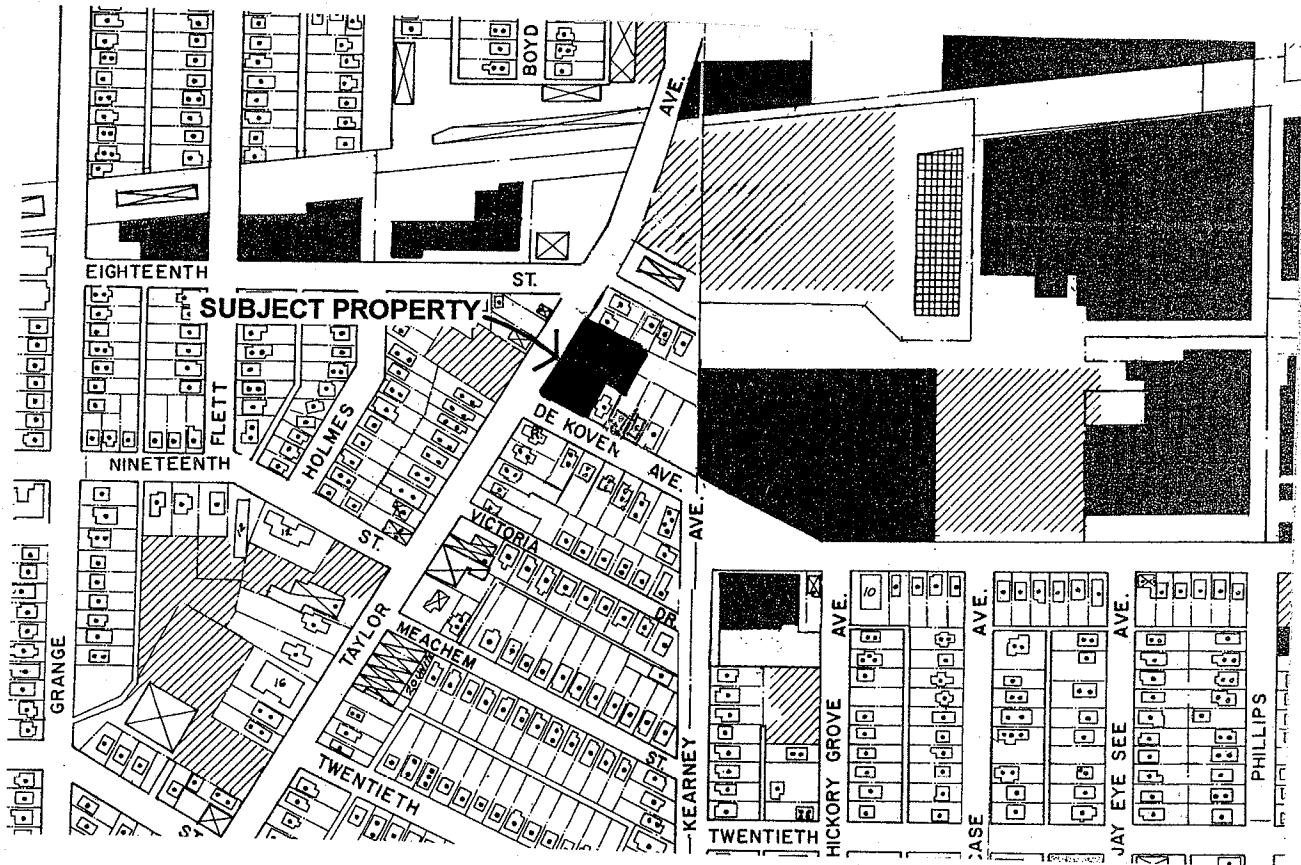 BOYD
AVE.
EIGHTEENTH
ST.
SUBJECT PROPERTY
FLETT
HOLMES
DE KOVEN
AVE.
NINETEENTH
ST.
VICTORIA
DR.
AVE.
10
AVE.
AVE.
AVE.
TAYLOR
MEACHEM
ST
16
GRANGE
TWENTIETH
ST.
KEARNEY
TWENTIETH
HICKORY GROVE
CASE
JAY EYE SEE
PHILLIPS